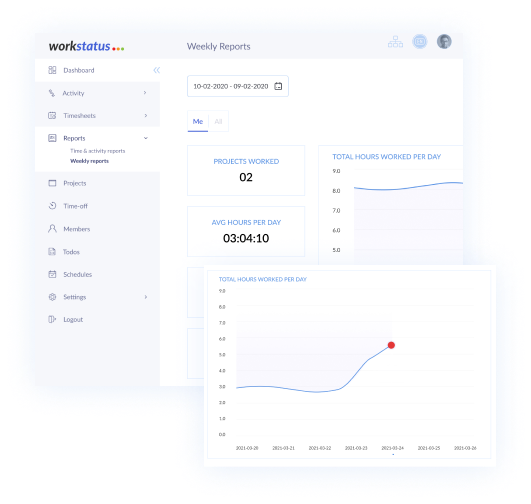 workstatus
Weekly Reports
Dashboard
Activity
Timesheets
Reports
Time & activity reports
Weekly reports
Projects
Time-off
Members
Todos
Schedules
Settings
Logout
10-02-2020 - 09-02-2020
Me All
PROJECTS WORKED
02
AVG HOURS PER DAY
03:04:10
TOTAL HOURS WORKED PER DAY
9.0
8.0
7.0
6.0
5.0
TOTAL HOURS WORKED PER DAY
9.0
8.0
7.0
6.0
5.0
4.0
3.0
2.0
1.0
0.0
2021-03-20 2021-03-21 2021-03-22 2021-03-23 2021-03-24 2021-03-25 2021-03-26